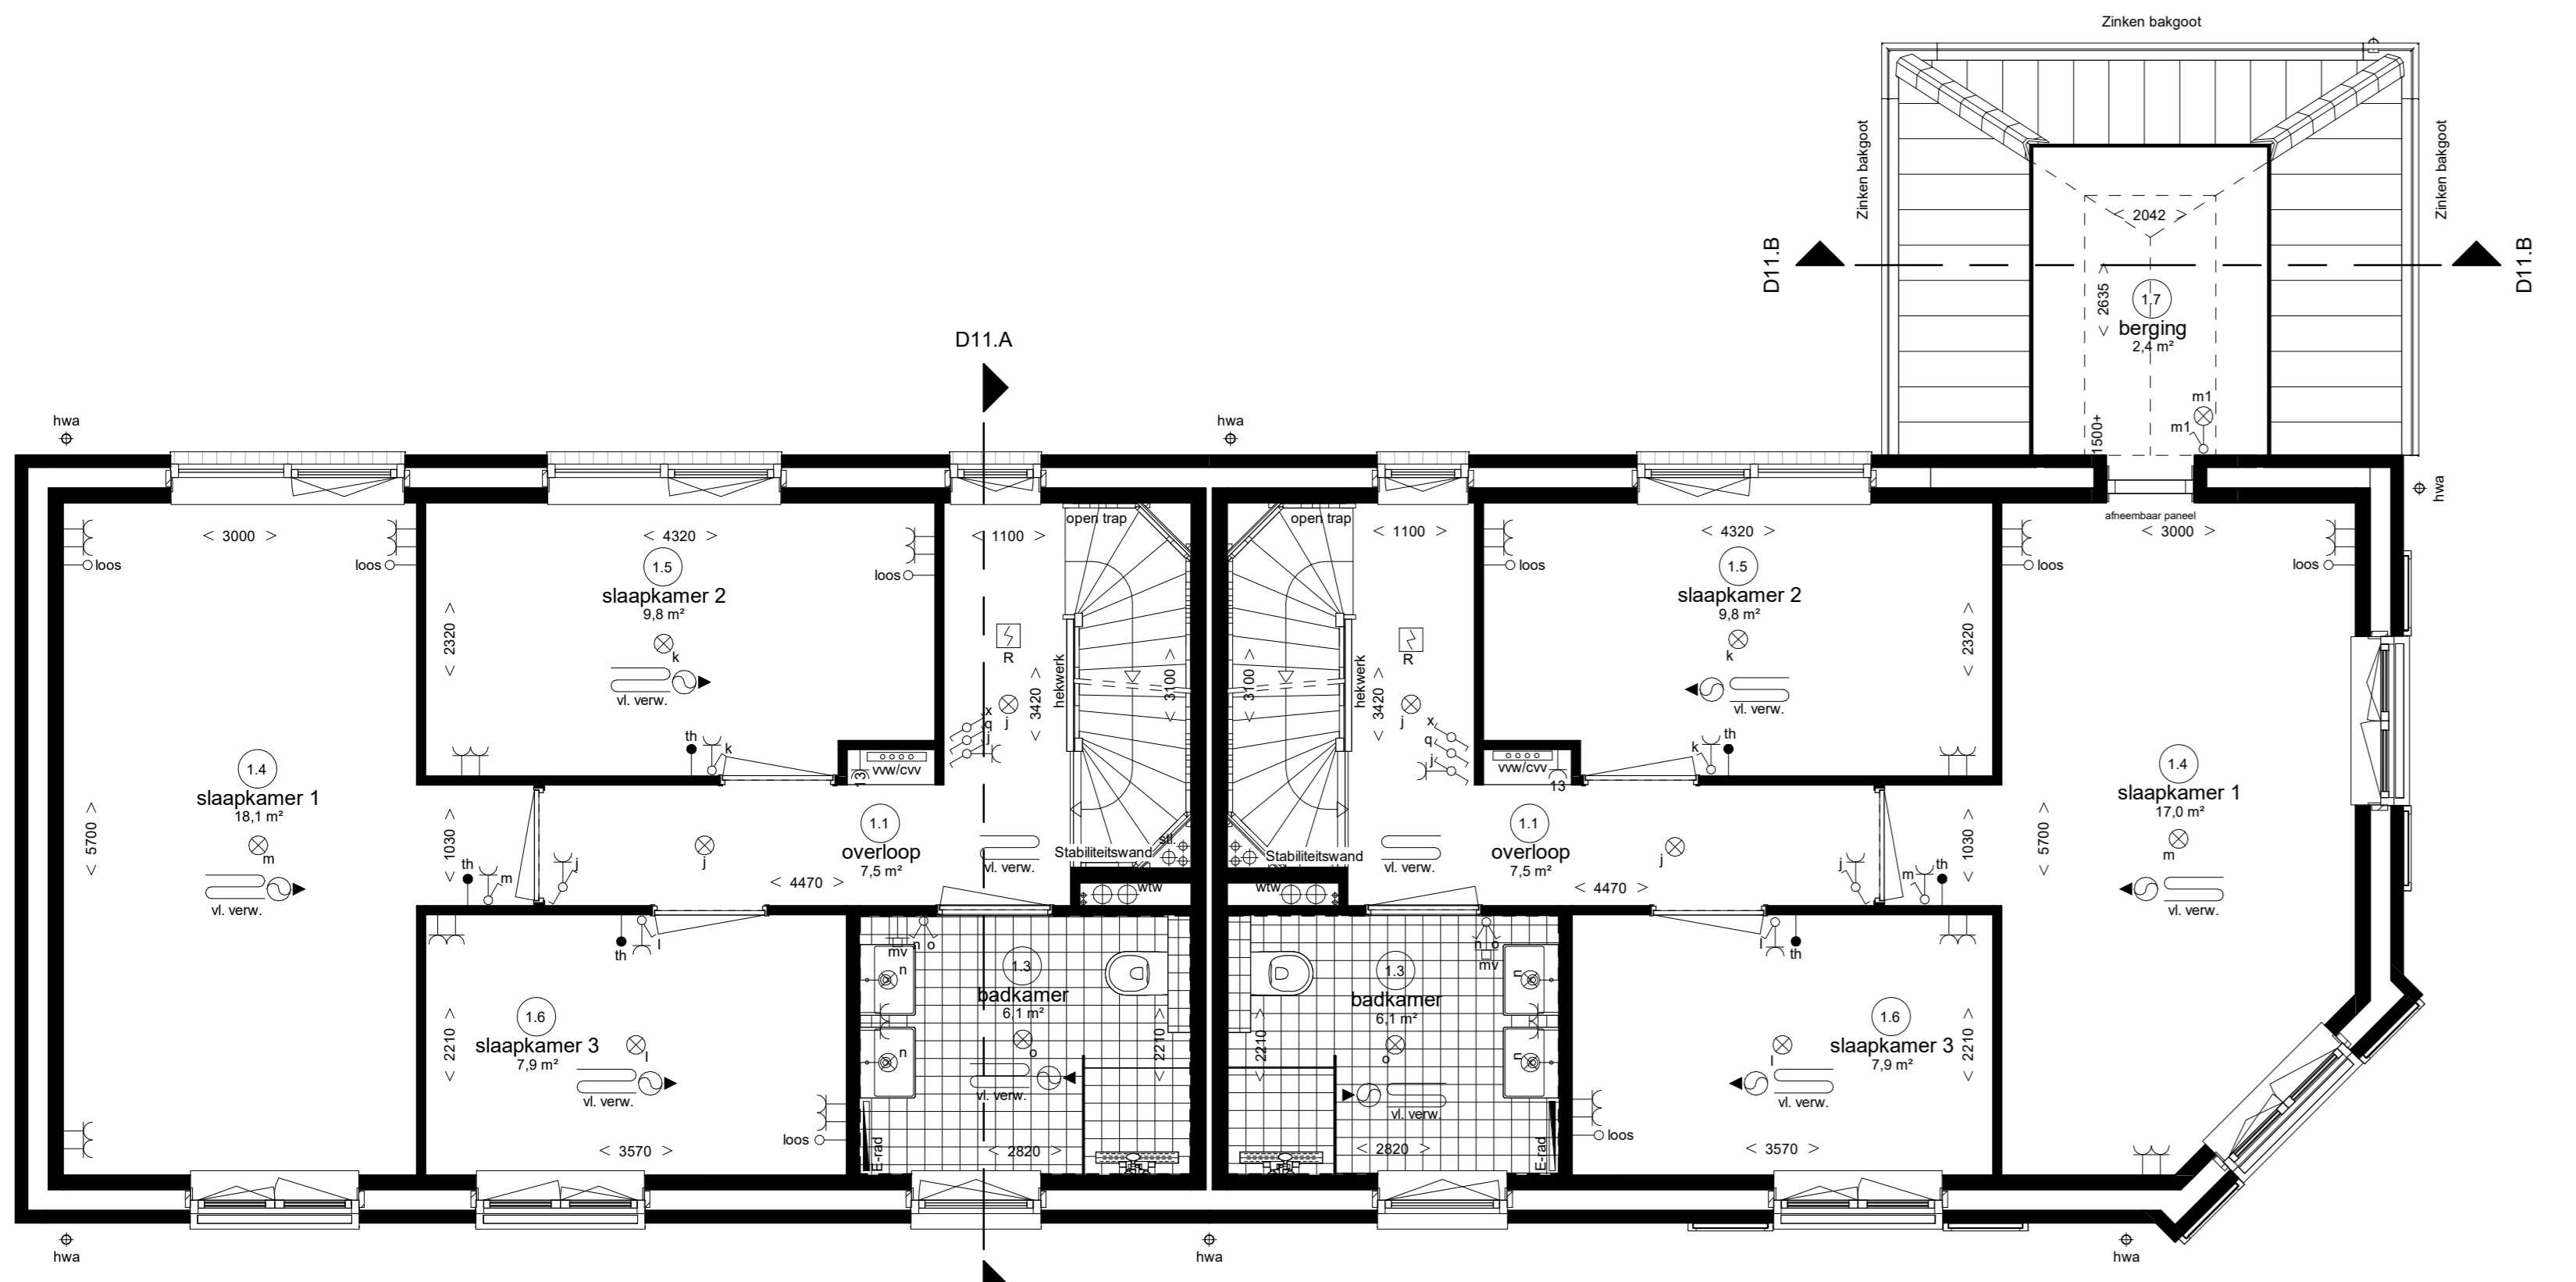 Zinken bakgoot
Zinken bakgoot
Zinken bakgoot
< 2042 >
D11.B
D11.B
< 2635 >
1.7
berging
2,4 m²
D11.A
m1
m1
1500+
hwa
hwa
hwa
afneembaar paneel
< 3000 >
< 4320 >
< 1100 >
open trap
open trap
< 1100 >
< 4320 >
< 3000 >
loos
loos
loos
loos
loos
loos
1.5
slaapkamer 2
9,8 m²
k
vl. verw.
< 2320 >
R
j
hekwerk
< 3420 >
< 3100 >
x
q
j
th
k
vvw/cvv
13
1.5
slaapkamer 2
9,8 m²
k
vl. verw.
< 2320 >
R
j
hekwerk
< 3420 >
< 3100 >
x
q
j
k
th
vvw/cvv
13
1.4
slaapkamer 1
18,1 m²
m
vl. verw.
< 5700 >
< 1030 >
th
m
j
j
1.1
overloop
7,5 m²
< 4470 >
vl. verw.
Stabiliteitswand
stl.
wtw
Stabiliteitswand
wtw
vl. verw.
1.1
overloop
7,5 m²
< 4470 >
j
j
m
th
< 1030 >
< 5700 >
1.4
slaapkamer 1
17,0 m²
m
vl. verw.
th
l
1.6
slaapkamer 3
7,9 m²
l
vl. verw.
< 2210 >
< 3570 >
loos
mv
n
o
n
n
1.3
badkamer
6,1 m²
o
vl. verw.
< 2210 >
< 2820 >
E-rad
1.3
badkamer
6,1 m²
o
vl. verw.
< 2210 >
< 2820 >
n
o
mv
n
n
E-rad
l
th
1.6
slaapkamer 3
7,9 m²
l
vl. verw.
< 2210 >
< 3570 >
loos
hwa
hwa
hwa